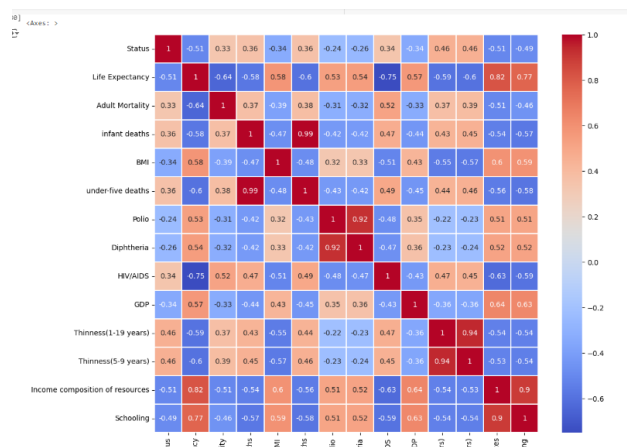 <Axes: >
Status 1 -0.51 0.33 0.36 -0.34 0.36 -0.24 -0.26 0.34 -0.34 0.46 0.46 -0.51 -0.49
Life Expectancy -0.51 1 -0.64 -0.58 0.58 -0.6 0.53 0.54 -0.75 0.57 -0.59 -0.6 0.82 0.77
Adult Mortality 0.33 -0.64 1 0.37 -0.39 0.38 -0.31 -0.32 0.52 -0.33 0.37 0.39 -0.51 -0.46
infant deaths 0.36 -0.58 0.37 1 -0.47 0.99 -0.42 -0.42 0.47 -0.44 0.43 0.45 -0.54 -0.57
BMI -0.34 0.58 -0.39 -0.47 1 -0.48 0.32 0.33 -0.51 0.43 -0.55 -0.57 0.6 0.59
under-five deaths 0.36 -0.6 0.38 0.99 -0.48 1 -0.43 -0.42 0.49 -0.45 0.44 0.46 -0.56 -0.58
Polio -0.24 0.53 -0.31 -0.42 0.32 -0.43 1 0.92 -0.48 0.35 -0.22 -0.23 0.51 0.51
Diphtheria -0.26 0.54 -0.32 -0.42 0.33 -0.42 0.92 1 -0.47 0.36 -0.23 -0.24 0.52 0.52
HIV/AIDS 0.34 -0.75 0.52 0.47 -0.51 0.49 -0.48 -0.47 1 -0.43 0.47 0.45 -0.63 -0.59
GDP -0.34 0.57 -0.33 -0.44 0.43 -0.45 0.35 0.36 -0.43 1 -0.36 -0.36 0.64 0.63
Thinness(1-19 years) 0.46 -0.59 0.37 0.43 -0.55 0.44 -0.22 -0.23 0.47 -0.36 1 0.94 -0.54 -0.54
Thinness(5-9 years) 0.46 -0.6 0.39 0.45 -0.57 0.46 -0.23 -0.24 0.45 -0.36 0.94 1 -0.53 -0.54
Income composition of resources -0.51 0.82 -0.51 -0.54 0.6 -0.56 0.51 0.52 -0.63 0.64 -0.54 -0.53 1 0.9
Schooling -0.49 0.77 -0.46 -0.57 0.59 -0.58 0.51 0.52 -0.59 0.63 -0.54 -0.54 0.9 1
1.0
0.8
0.6
0.4
0.2
0.0
-0.2
-0.4
-0.6